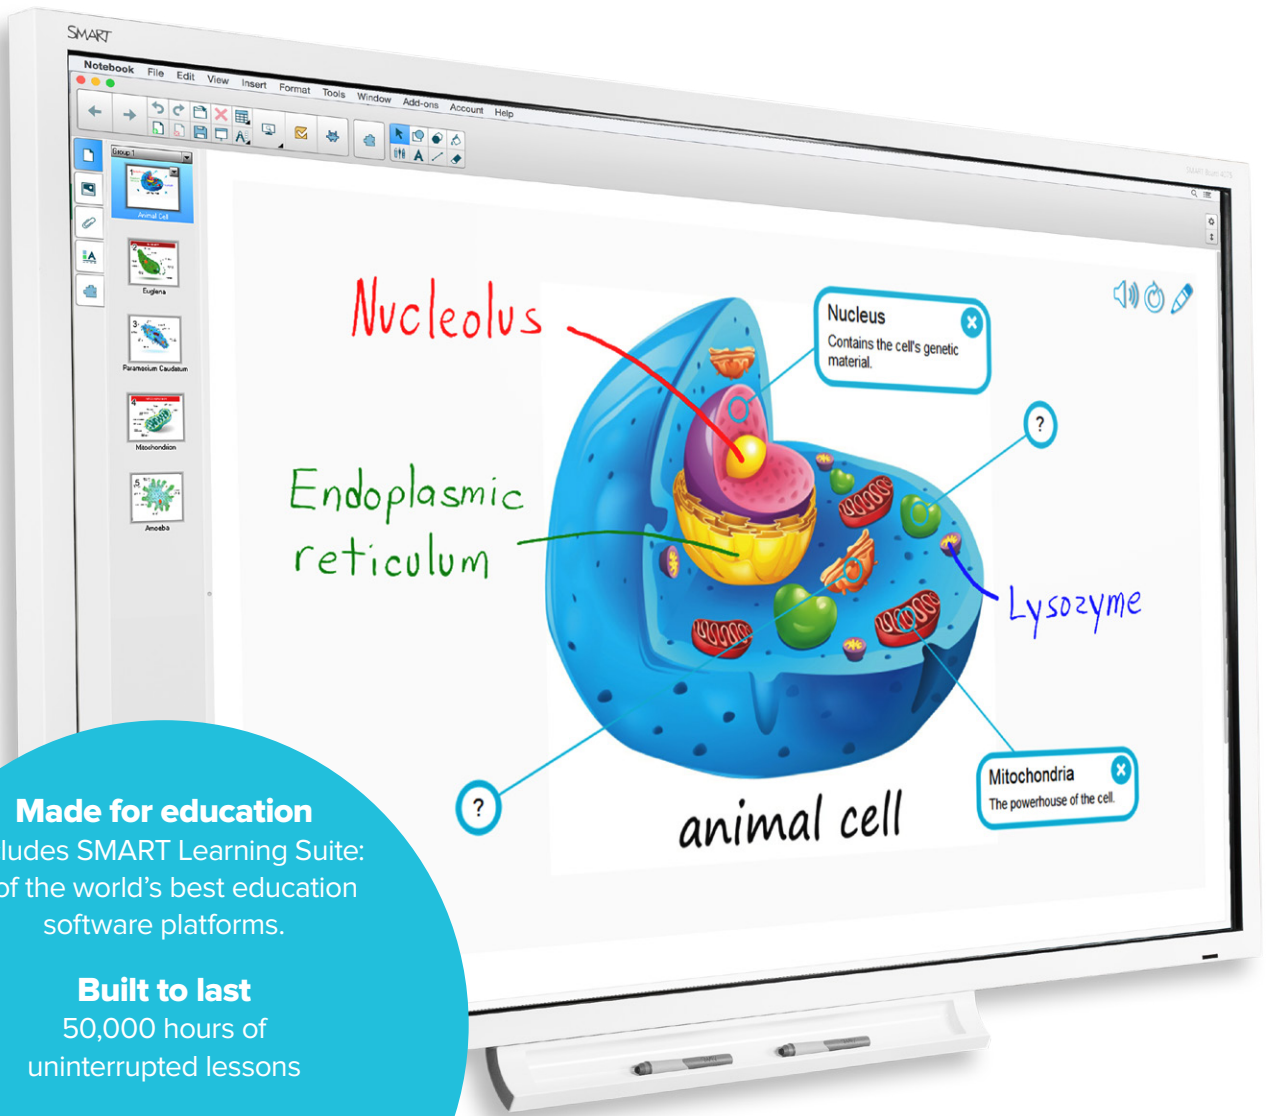 SMART
Notebook File Edit View Insert Format Tools Window Add-ons Account Help
Group 1
Animal Cell
Euglena
Paramecium Caudatum
Mitochondrion
Amoeba
Nucleolus
Endoplasmic
reticulum
Nucleus
Contains the cell's genetic
material.
?
Lysozyme
?
Mitochondria
The powerhouse of the cell.
animal cell
Made for education
ludes SMART Learning Suite:
of the world's best education
software platforms.
Built to last
50,000 hours of
uninterrupted lessons